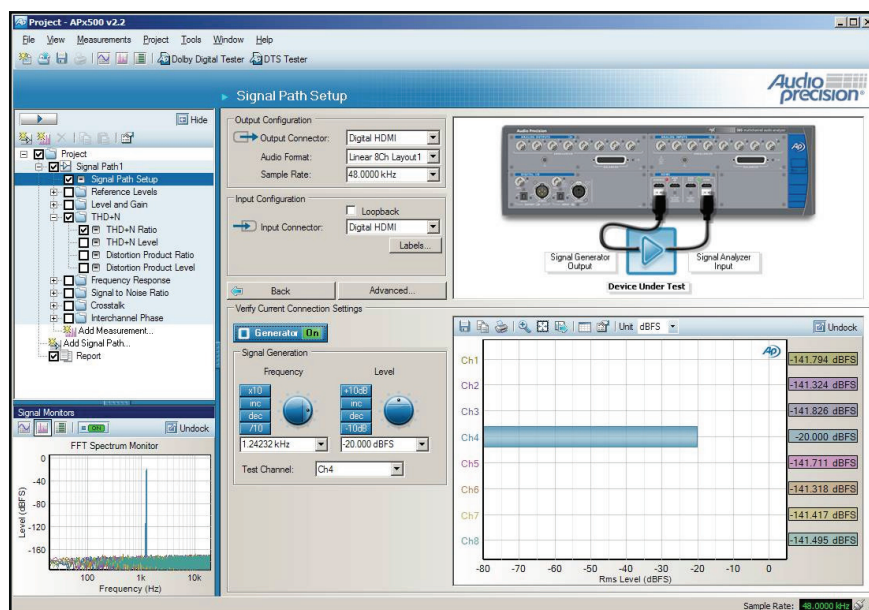 Project - APx500 v2.2
File View Measurements Project Tools Window Help
Dolby Digital Tester DTS Tester
Signal Path Setup
Audio precision®
Hide
Project
Signal Path1
Signal Path Setup
Reference Levels
Level and Gain
THD+N
THD+N Ratio
THD+N Level
Distortion Product Ratio
Distortion Product Level
Frequency Response
Signal to Noise Ratio
Crosstalk
Interchannel Phase
Add Measurement...
Add Signal Path...
Report
Output Configuration
Output Connector: Digital HDMI
Audio Format: Linear 8Ch Layout1
Sample Rate: 48.0000 kHz
Input Configuration
Loopback
Input Connector: Digital HDMI
Labels...
Back Advanced...
Audio Precision
Signal Generator Output
Signal Analyzer Input
Device Under Test
Verify Current Connection Settings
Generator On
Signal Generation
Frequency Level
x10 +10dB
inc inc
dec dec
/10 -10dB
1.24232 kHz -20.000 dBFS
Test Channel: Ch4
Unit dBFS Undock
Ch1 -141.794 dBFS
Ch2 -141.324 dBFS
Ch3 -141.826 dBFS
Ch4 -20.000 dBFS
Ch5 -141.711 dBFS
Ch6 -141.318 dBFS
Ch7 -141.417 dBFS
Ch8 -141.495 dBFS
-80 -70 -60 -50 -40 -30 -20 -10 0
Rms Level (dBFS)
Signal Monitors
ON Undock
FFT Spectrum Monitor
0
-40
-80
-120
-160
Level (dBFS)
100 1k 10k
Frequency (Hz)
Sample Rate: 48.0000 kHz